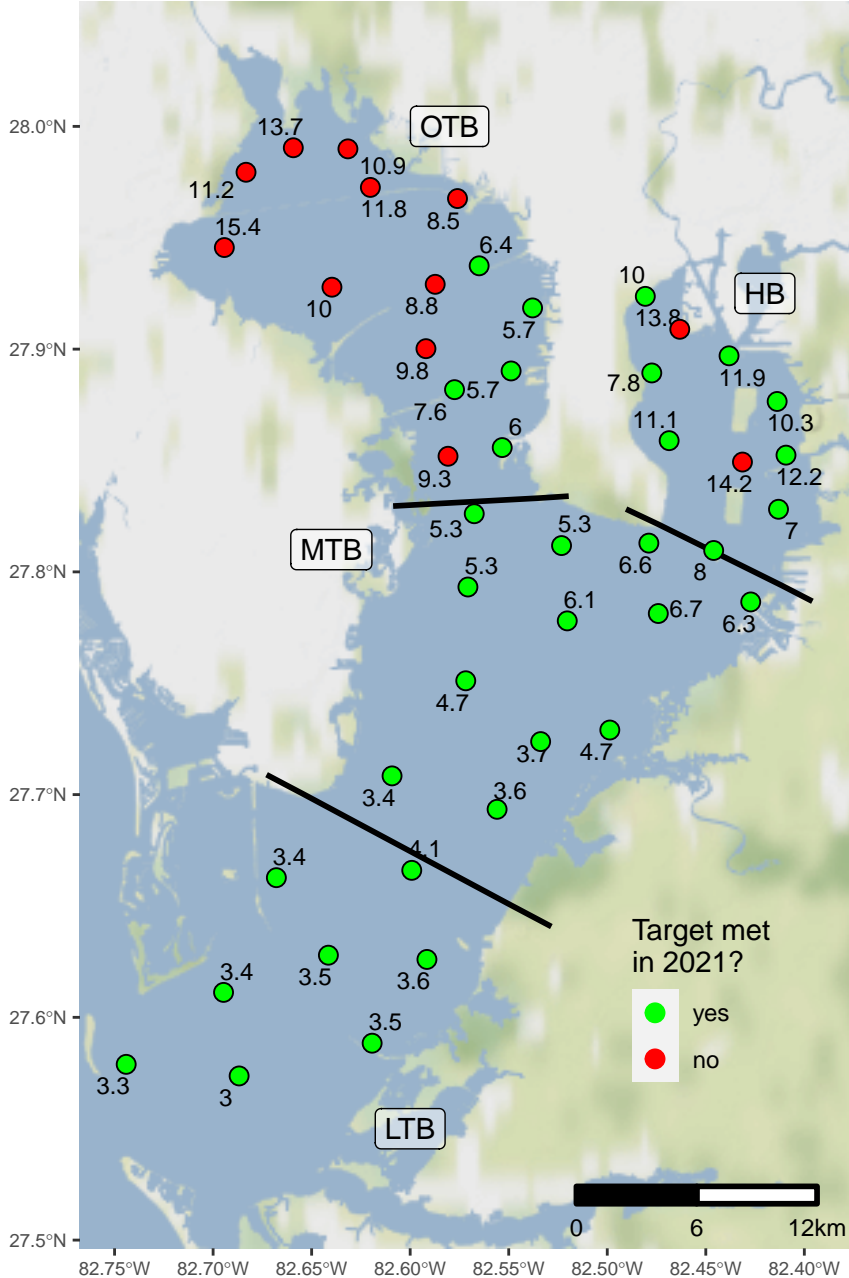 28.0°N
27.9°N
27.8°N
27.7°N
27.6°N
27.5°N
OTB
13.7
10.9
11.2
11.8
8.5
15.4
6.4
10
8.8
5.7
9.8
5.7
7.6
6
9.3
HB
10
13.8
11.9
7.8
10.3
11.1
14.2
12.2
7
MTB
5.3
5.3
6.6
8
5.3
6.1
6.7
6.3
4.7
3.7
4.7
3.4
3.6
4.1
3.4
3.5
3.6
3.4
3.5
3.3
3
LTB
Target met
in 2021?
yes
no
0 6 12km
82.75°W 82.70°W 82.65°W 82.60°W 82.55°W 82.50°W 82.45°W 82.40°W